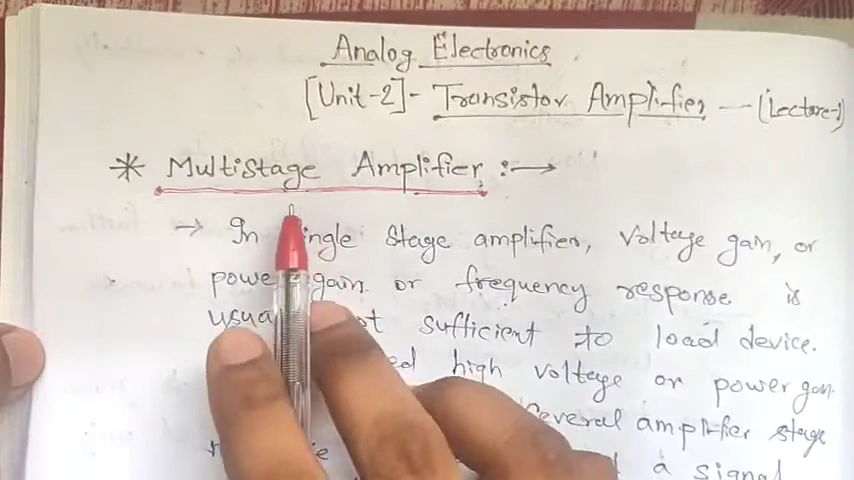 Analog Electronics
[Unit-2]- Transistor Amplifier — (Lecture-1)
* Multistage Amplifier :→
→ In Single Stage amplifier, Voltage gain, or
power gain or frequency response is
sufficient to load device.
high voltage or power gain
Several amplifier stage
a signal